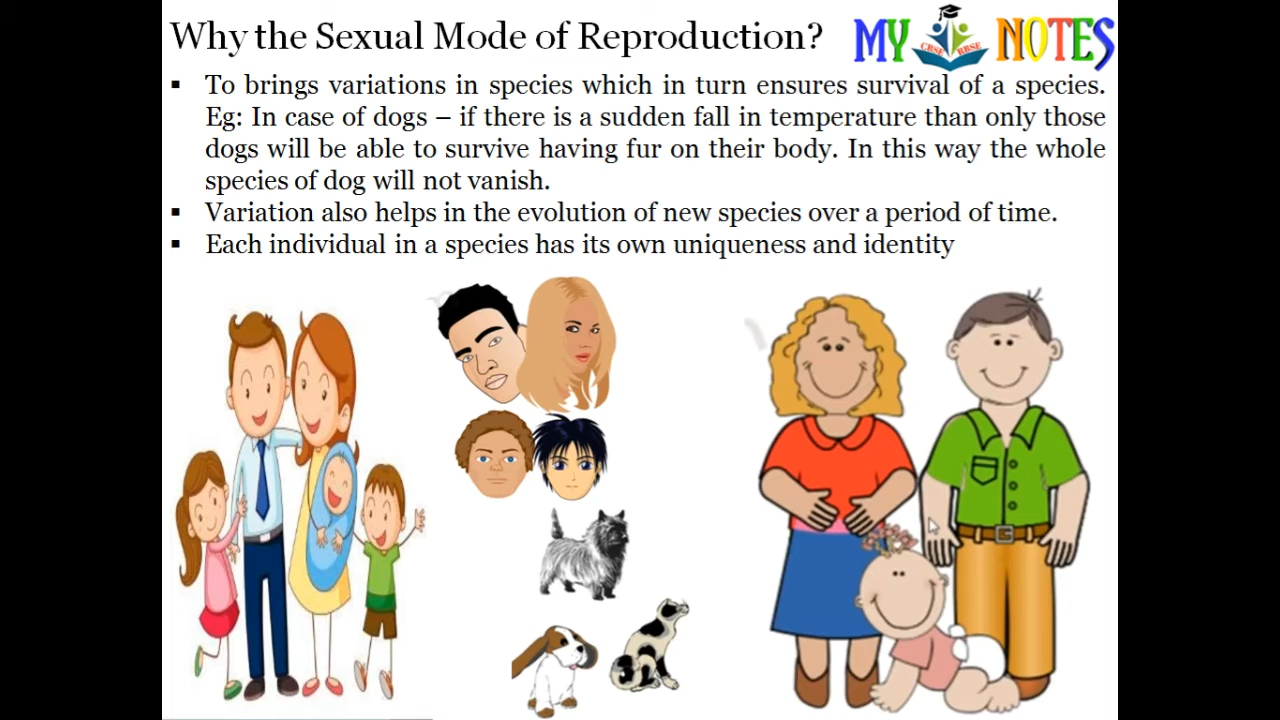 Why the Sexual Mode of Reproduction?
MY CBSE RBSE NOTES
▪ To brings variations in species which in turn ensures survival of a species.
Eg: In case of dogs – if there is a sudden fall in temperature than only those
dogs will be able to survive having fur on their body. In this way the whole
species of dog will not vanish.
▪ Variation also helps in the evolution of new species over a period of time.
▪ Each individual in a species has its own uniqueness and identity